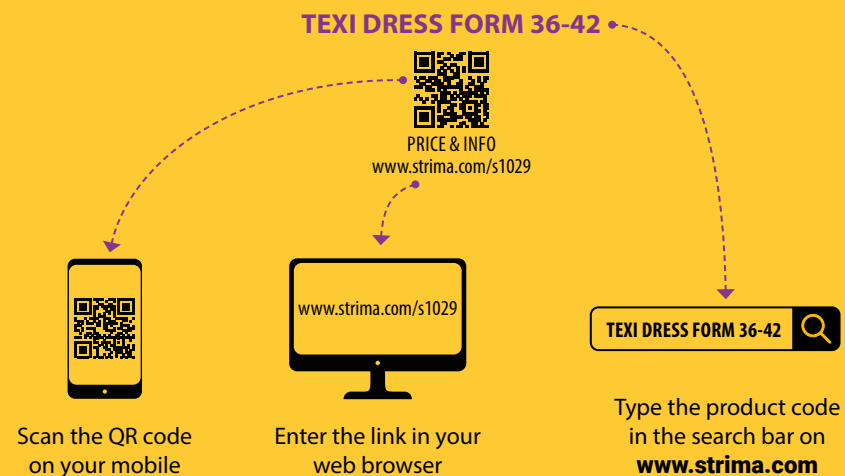 TEXI DRESS FORM 36-42
PRICE & INFO
www.strima.com/s1029
www.strima.com/s1029
TEXI DRESS FORM 36-42
Scan the QR code
on your mobile
Enter the link in your
web browser
Type the product code
in the search bar on
www.strima.com